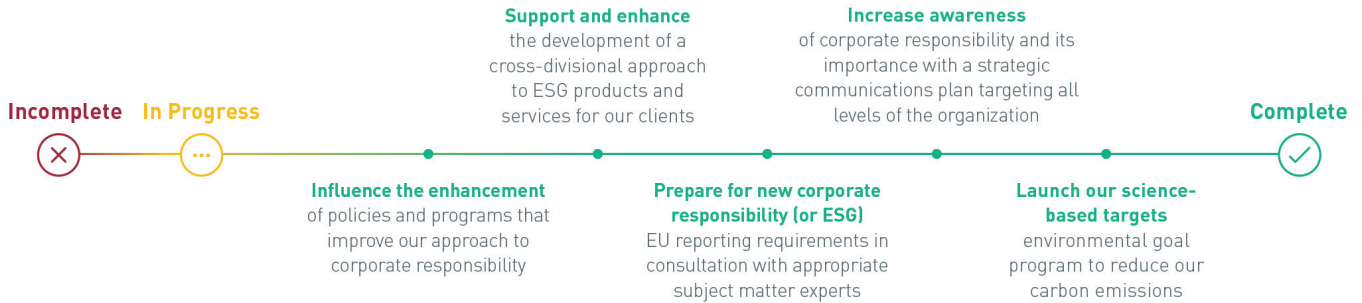 Incomplete
In Progress
Influence the enhancement
of policies and programs that
improve our approach to
corporate responsibility
Support and enhance
the development of a
cross-divisional approach
to ESG products and
services for our clients
Prepare for new corporate
responsibility (or ESG)
EU reporting requirements in
consultation with appropriate
subject matter experts
Increase awareness
of corporate responsibility and its
importance with a strategic
communications plan targeting all
levels of the organization
Launch our science-
based targets
environmental goal
program to reduce our
carbon emissions
Complete